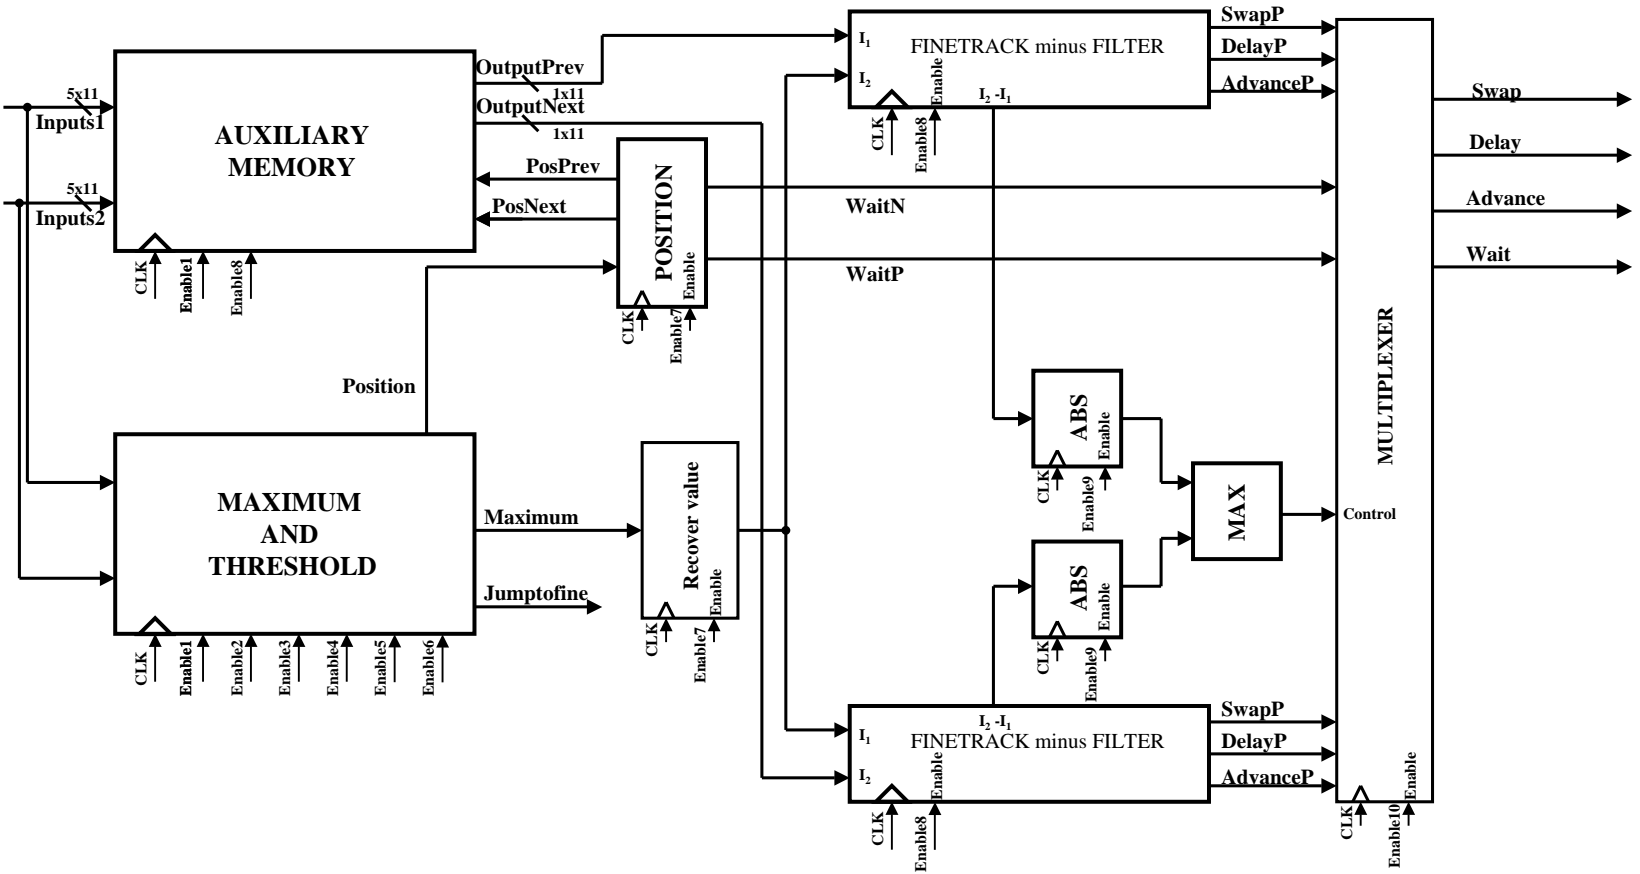 5x11
Inputs1
5x11
Inputs2
AUXILIARY
MEMORY
CLK
Enable1
Enable8
OutputPrev
1x11
OutputNext
1x11
PosPrev
PosNext
POSITION
Enable
CLK
Enable7
Position
MAXIMUM
AND
THRESHOLD
CLK
Enable1
Enable2
Enable3
Enable4
Enable5
Enable6
Maximum
Jumptofine
Recover value
Enable
CLK
Enable7
I1
I2
FINETRACK minus FILTER
Enable
I2 -I1
CLK
Enable8
SwapP
DelayP
AdvanceP
WaitN
WaitP
ABS
Enable
CLK
Enable9
MAX
ABS
Enable
CLK
Enable9
I2 -I1
I1
FINETRACK minus FILTER
I2
Enable
CLK
Enable8
SwapP
DelayP
AdvanceP
MULTIPLEXER
Control
Enable
CLK
Enable10
Swap
Delay
Advance
Wait